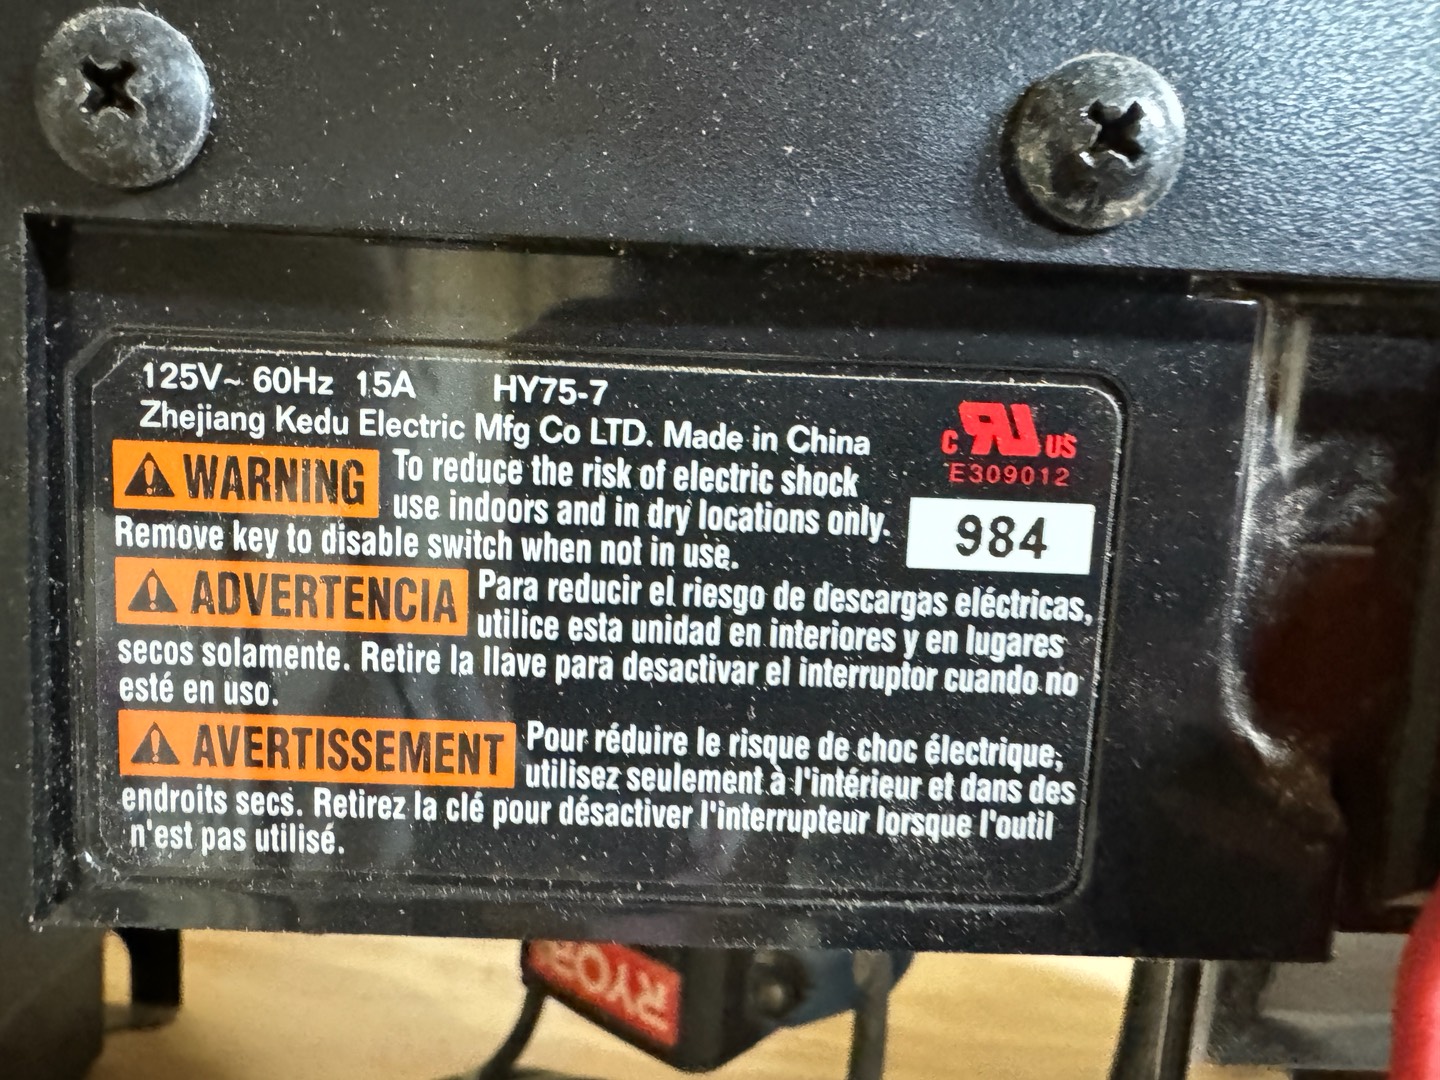 125V~ 60Hz 15A HY75-7
Zhejiang Kedu Electric Mfg Co LTD. Made in China
C RU US
E309012
⚠ WARNING To reduce the risk of electric shock
use indoors and in dry locations only.
984
Remove key to disable switch when not in use.
⚠ ADVERTENCIA Para reducir el riesgo de descargas eléctricas,
utilice esta unidad en interiores y en lugares
secos solamente. Retire la llave para desactivar el interruptor cuando no
esté en uso.
⚠ AVERTISSEMENT Pour réduire le risque de choc électrique;
utilisez seulement à l'intérieur et dans des
endroits secs. Retirez la clé pour désactiver l'interrupteur lorsque l'outil
n'est pas utilisé.
RYOBI